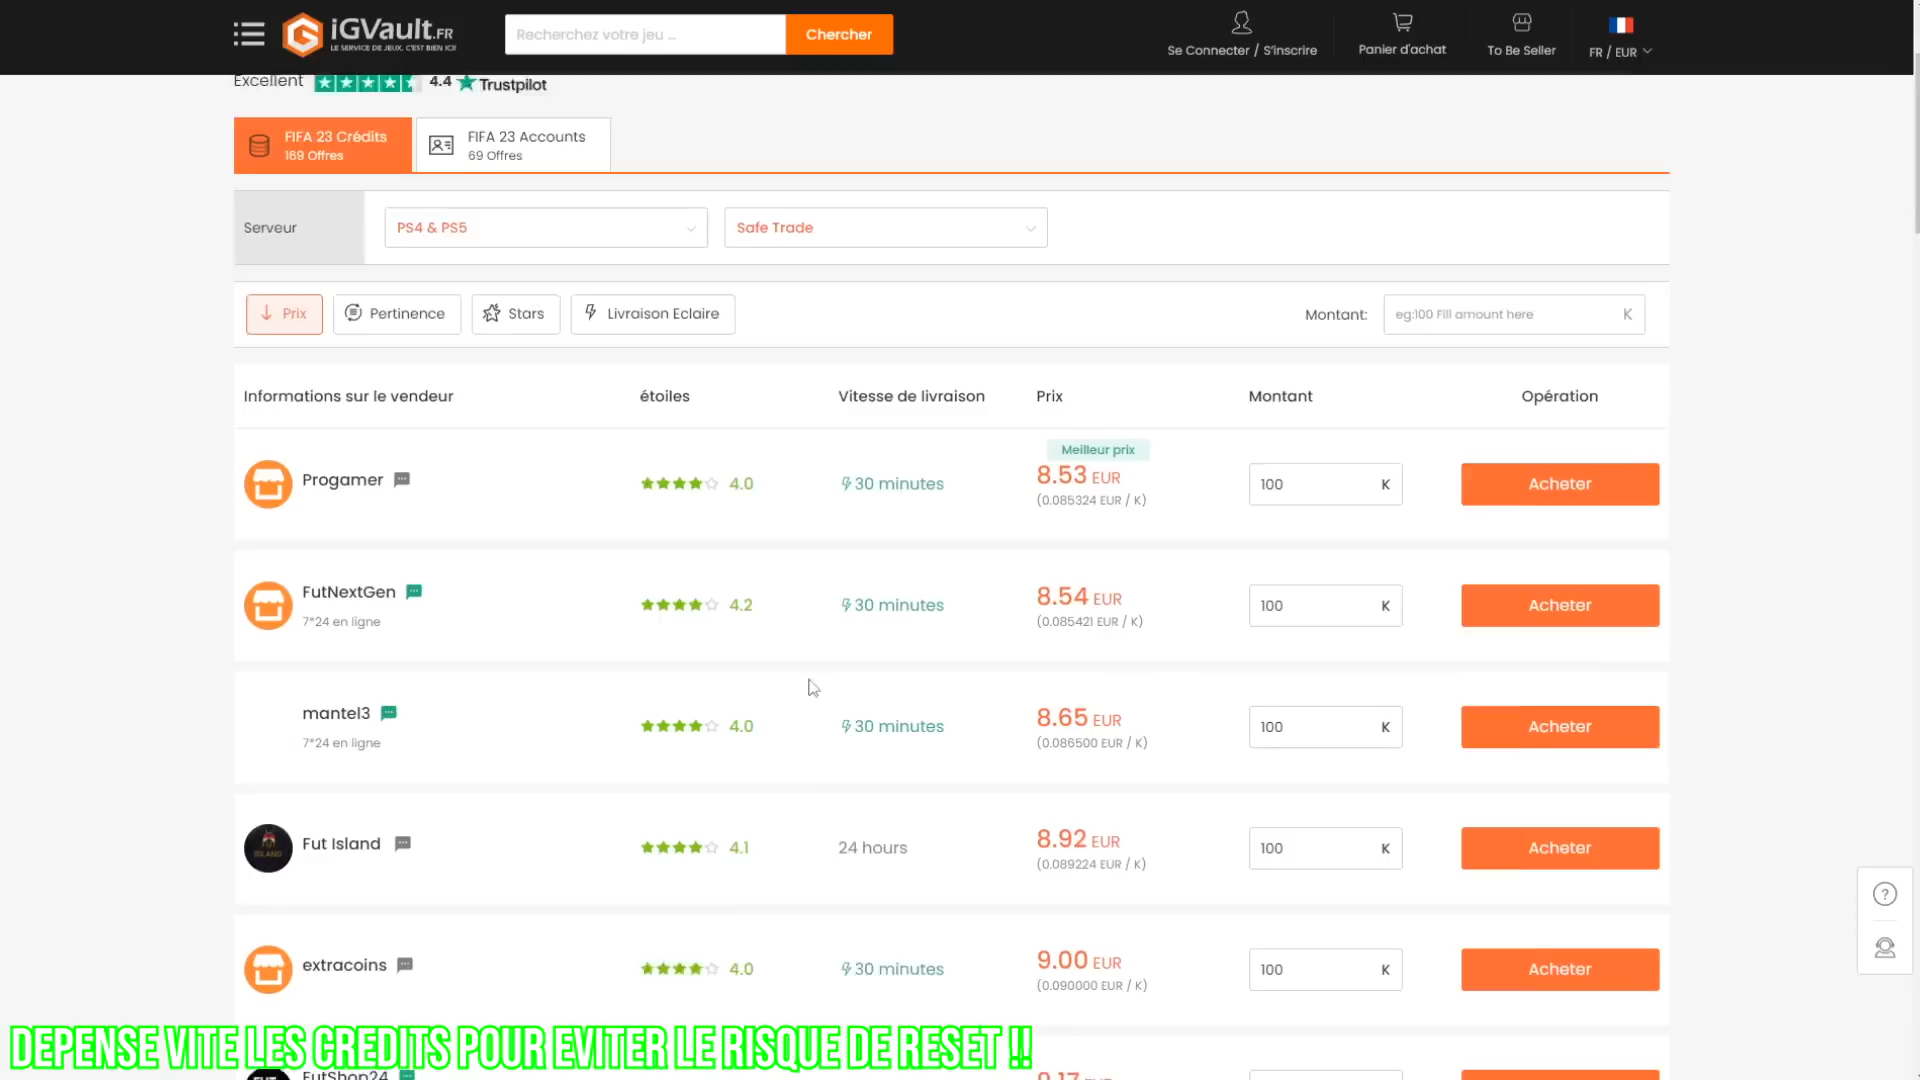 iGVault.FR
LE SERVICE DE JEUX, C'EST BIEN ICI!
Recherchez votre jeu ...
Chercher
Se Connecter / S'inscrire
Panier d'achat
To Be Seller
FR / EUR
Excellent
4.4
Trustpilot
FIFA 23 Crédits
169 Offres
FIFA 23 Accounts
69 Offres
Serveur
PS4 & PS5
Safe Trade
Prix
Pertinence
Stars
Livraison Eclaire
Montant:
eg:100 Fill amount here
K
Informations sur le vendeur
étoiles
Vitesse de livraison
Prix
Montant
Opération
Meilleur prix
Progamer
4.0
30 minutes
8.53 EUR
(0.085324 EUR / K)
100
K
Acheter
FutNextGen
7*24 en ligne
4.2
30 minutes
8.54 EUR
(0.085421 EUR / K)
100
K
Acheter
mantel3
7*24 en ligne
4.0
30 minutes
8.65 EUR
(0.086500 EUR / K)
100
K
Acheter
FUT
ISLAND
Fut Island
4.1
24 hours
8.92 EUR
(0.089224 EUR / K)
100
K
Acheter
extracoins
4.0
30 minutes
9.00 EUR
(0.090000 EUR / K)
100
K
Acheter
DEPENSE VITE LES CREDITS POUR EVITER LE RISQUE DE RESET !!
FutShop24
9.17